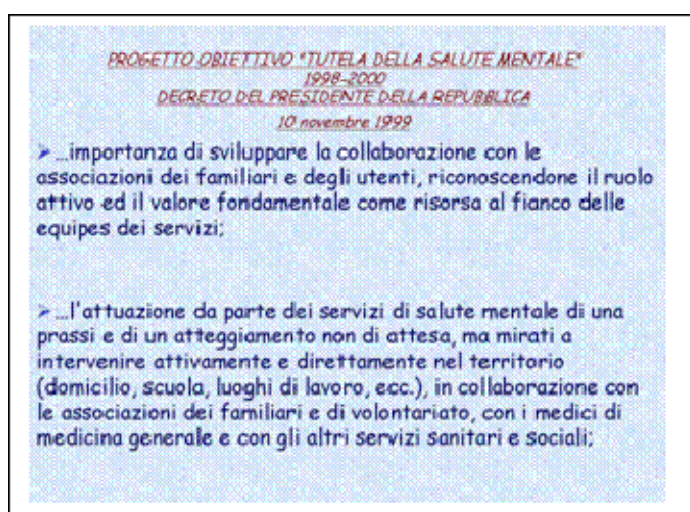 PROGETTO OBIETTIVO "TUTELA DELLA SALUTE MENTALE"
1998-2000
DECRETO DEL PRESIDENTE DELLA REPUBBLICA
10 novembre 1999
➢ ...importanza di sviluppare la collaborazione con le
associazioni dei familiari e degli utenti, riconoscendone il ruolo
attivo ed il valore fondamentale come risorsa al fianco delle
equipes dei servizi;
➢ ...l'attuazione da parte dei servizi di salute mentale di una
prassi e di un atteggiamento non di attesa, ma mirati a
intervenire attivamente e direttamente nel territorio
(domicilio, scuola, luoghi di lavoro, ecc.), in collaborazione con
le associazioni dei familiari e di volontariato, con i medici di
medicina generale e con gli altri servizi sanitari e sociali;